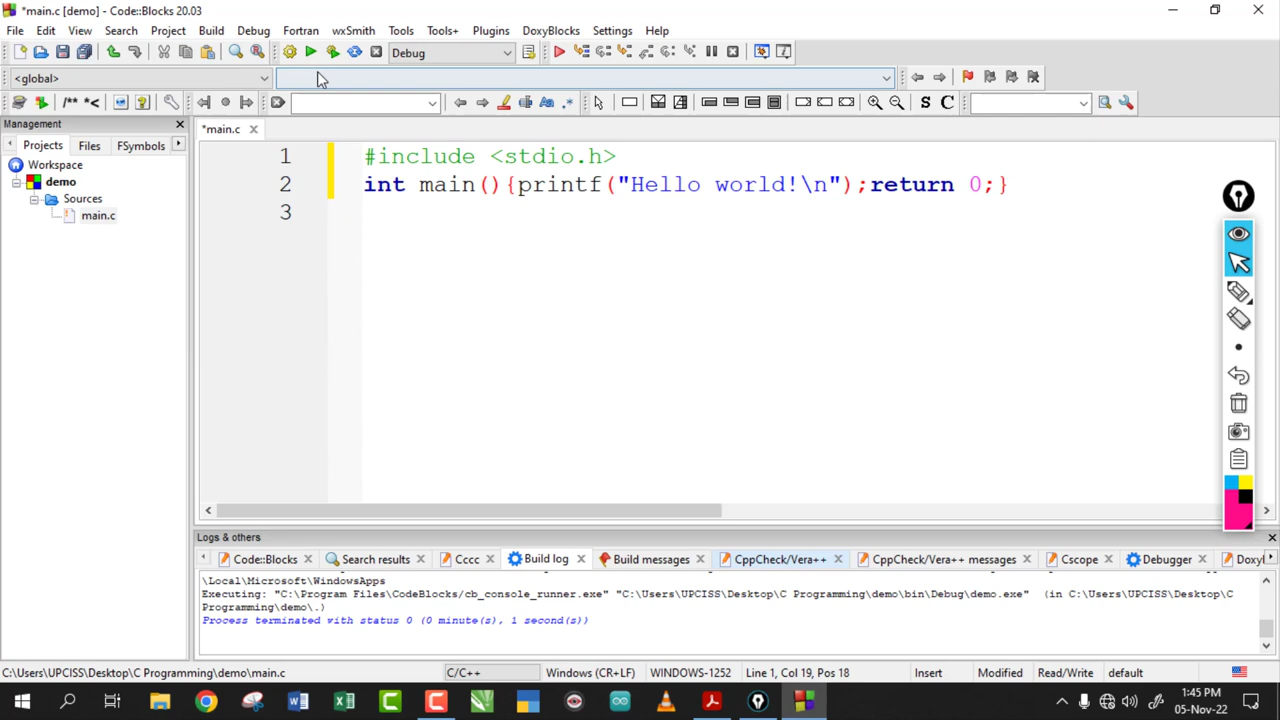 *main.c [demo] - Code::Blocks 20.03
File Edit View Search Project Build Debug Fortran wxSmith Tools Tools+ Plugins DoxyBlocks Settings Help
Debug
<global>
/** *<
S C
Management
Projects Files FSymbols
Workspace
demo
Sources
main.c
*main.c
1 #include <stdio.h>
2 int main(){printf("Hello world!\n");return 0;}
3
Logs & others
Code::Blocks Search results Cccc Build log Build messages CppCheck/Vera++ CppCheck/Vera++ messages Cscope Debugger
\Local\Microsoft\WindowsApps
Executing: "C:\Program Files\CodeBlocks/cb_console_runner.exe" "C:\Users\UPCISS\Desktop\C Programming\demo\bin\Debug\demo.exe" (in C:\Users\UPCISS\Desktop\C
Programming\demo\.)
Process terminated with status 0 (0 minute(s), 1 second(s))
C:\Users\UPCISS\Desktop\C Programming\demo\main.c C/C++ Windows (CR+LF) WINDOWS-1252 Line 1, Col 19, Pos 18 Insert Modified Read/Write default
1:45 PM
05-Nov-22